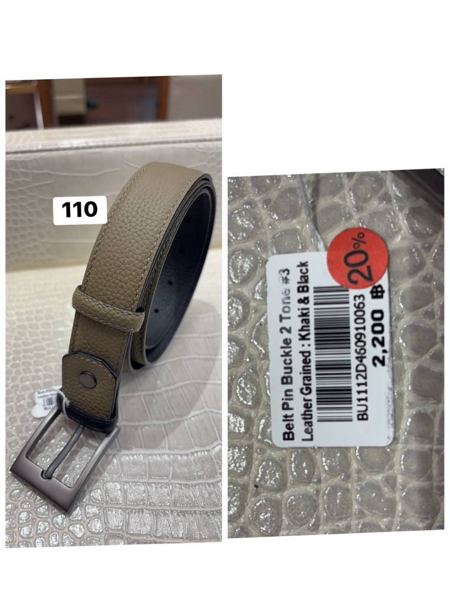 110
Belt Pin Buckle 2 Tone #3
Leather Grained : Khaki & Black
BU1112D460910063
2,200 ฿
20%